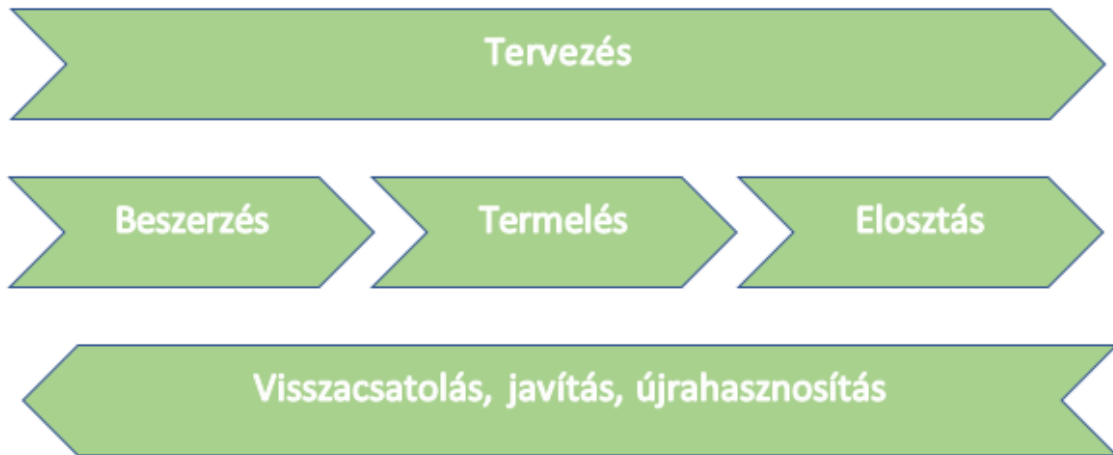 Tervezés
Beszerzés
Termelés
Elosztás
Visszacsatolás, javítás, újrahasznosítás